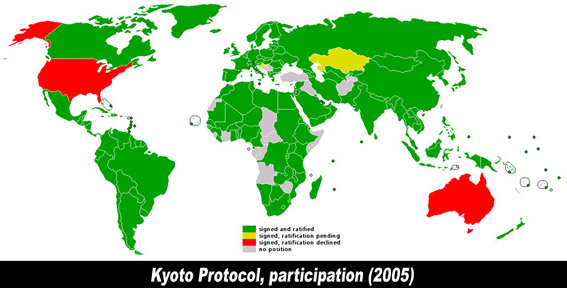 signed and ratified
signed, ratification pending
signed, ratification declined
no position
Kyoto Protocol, participation (2005)